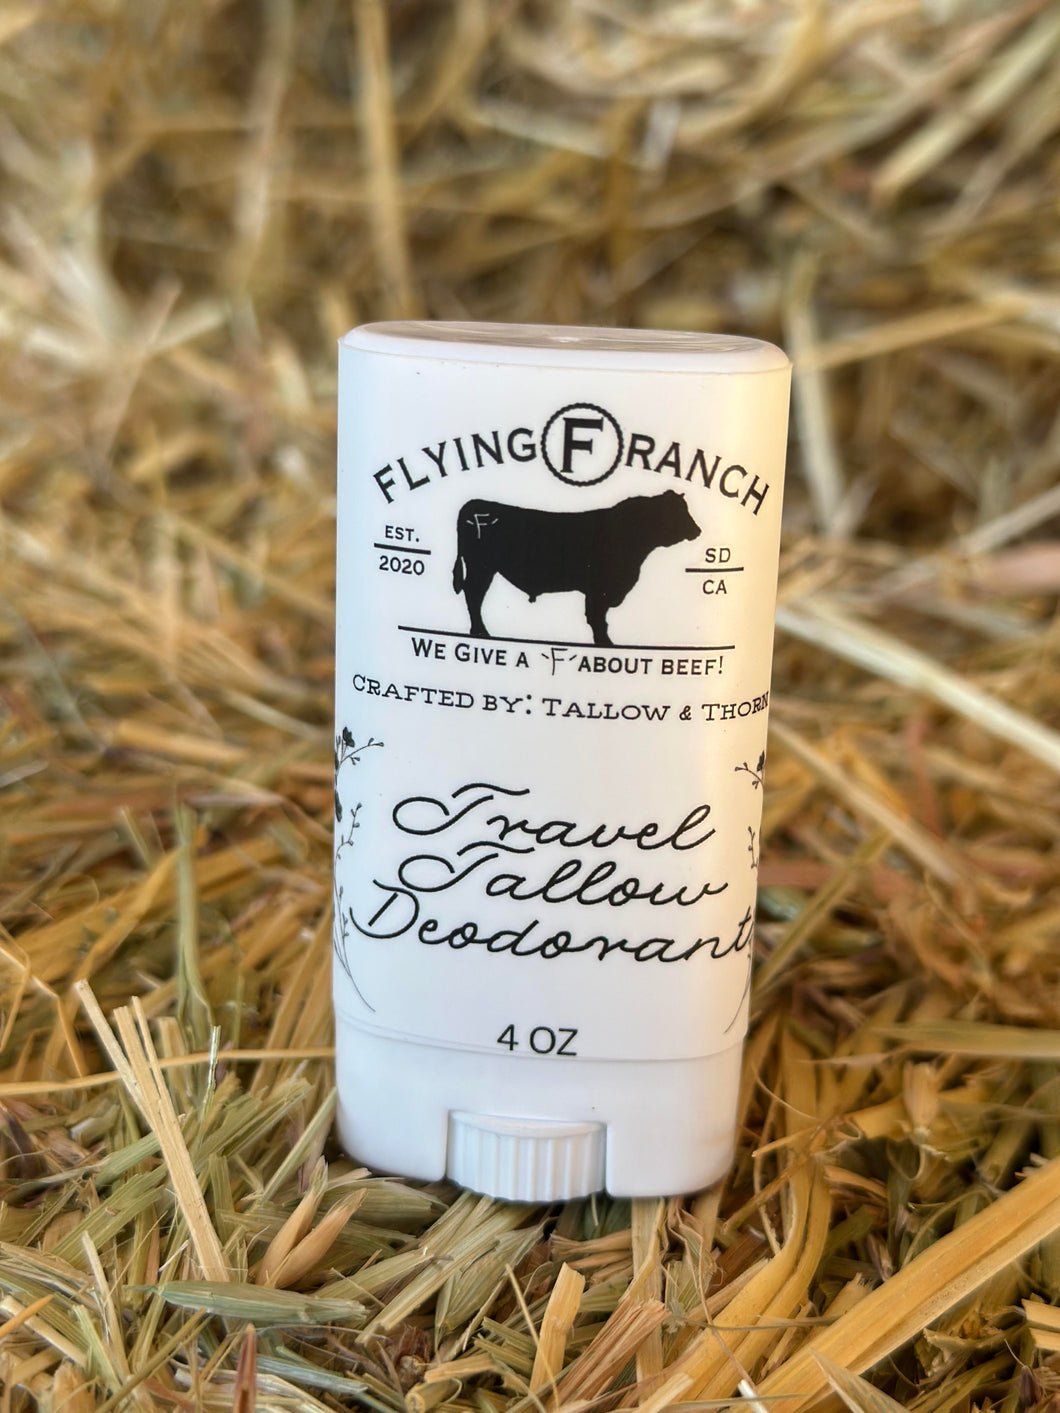 FLYING F RANCH
F
EST.
2020
SD
CA
WE GIVE A F ABOUT BEEF!
CRAFTED BY: TALLOW & THORN
Travel
Tallow
Deodorant
4 OZ